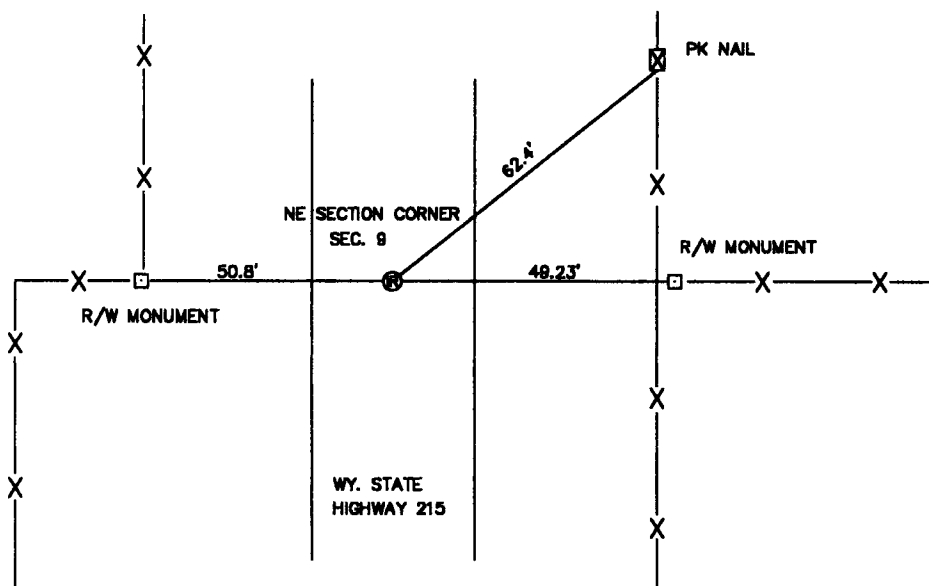 PK NAIL
62.4'
NE SECTION CORNER
SEC. 9
R/W MONUMENT
50.8'
49.23'
R/W MONUMENT
WY. STATE
HIGHWAY 215